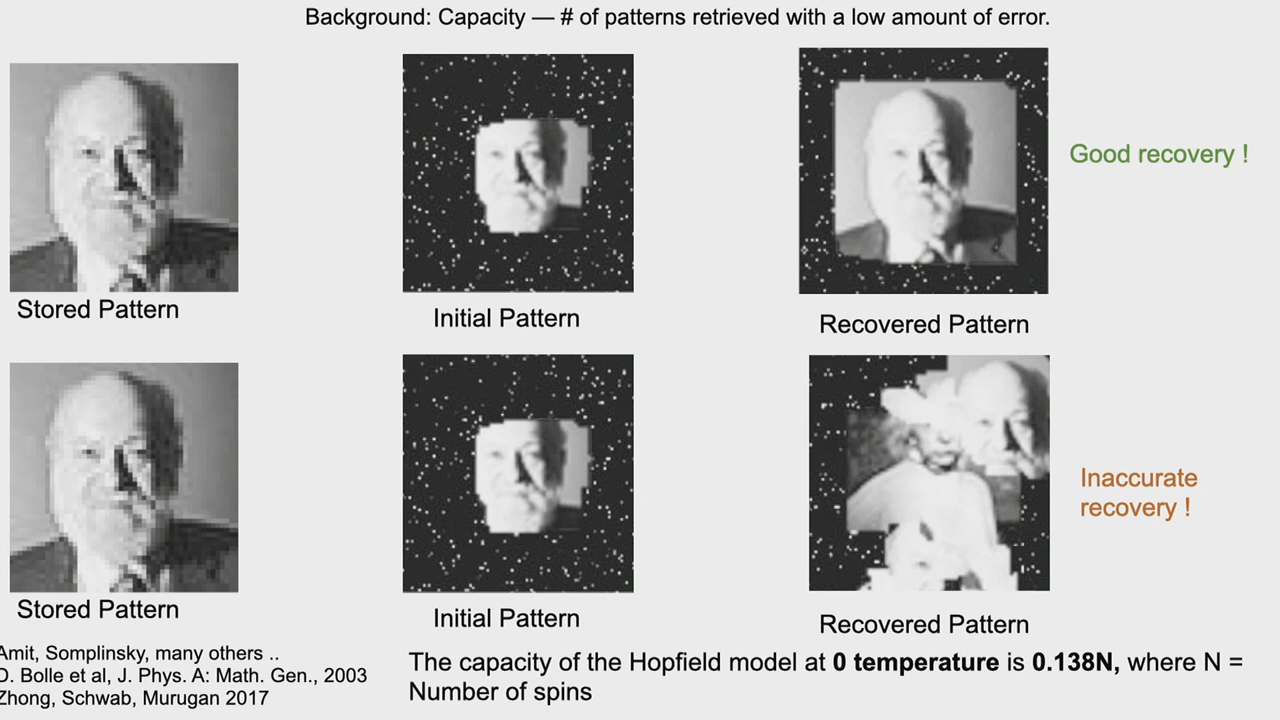 Background: Capacity — # of patterns retrieved with a low amount of error.
Good recovery !
Stored Pattern
Initial Pattern
Recovered Pattern
Inaccurate
recovery !
Stored Pattern
Initial Pattern
Recovered Pattern
Amit, Somplinsky, many others ..
D. Bolle et al, J. Phys. A: Math. Gen., 2003
Zhong, Schwab, Murugan 2017
The capacity of the Hopfield model at 0 temperature is 0.138N, where N =
Number of spins